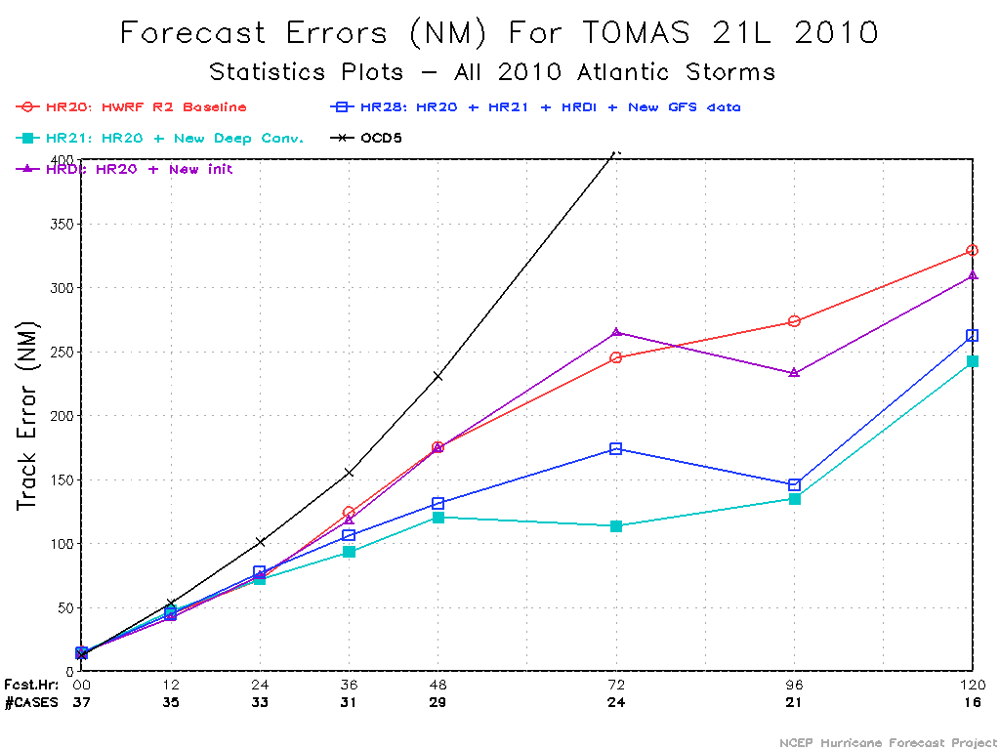 Forecast Errors (NM) For TOMAS 21L 2010
Statistics Plots – All 2010 Atlantic Storms
HR20: HWRF R2 Baseline
HR28: HR20 + HR21 + HRDI + New GFS data
HR21: HR20 + New Deep Conv.
OCD5
HRDI: HR20 + New init
400
350
300
250
200
150
100
50
0
Track Error (NM)
Fcst.Hr: 00 12 24 36 48 72 96 120
#CASES 37 35 33 31 29 24 21 16
NCEP Hurricane Forecast Project